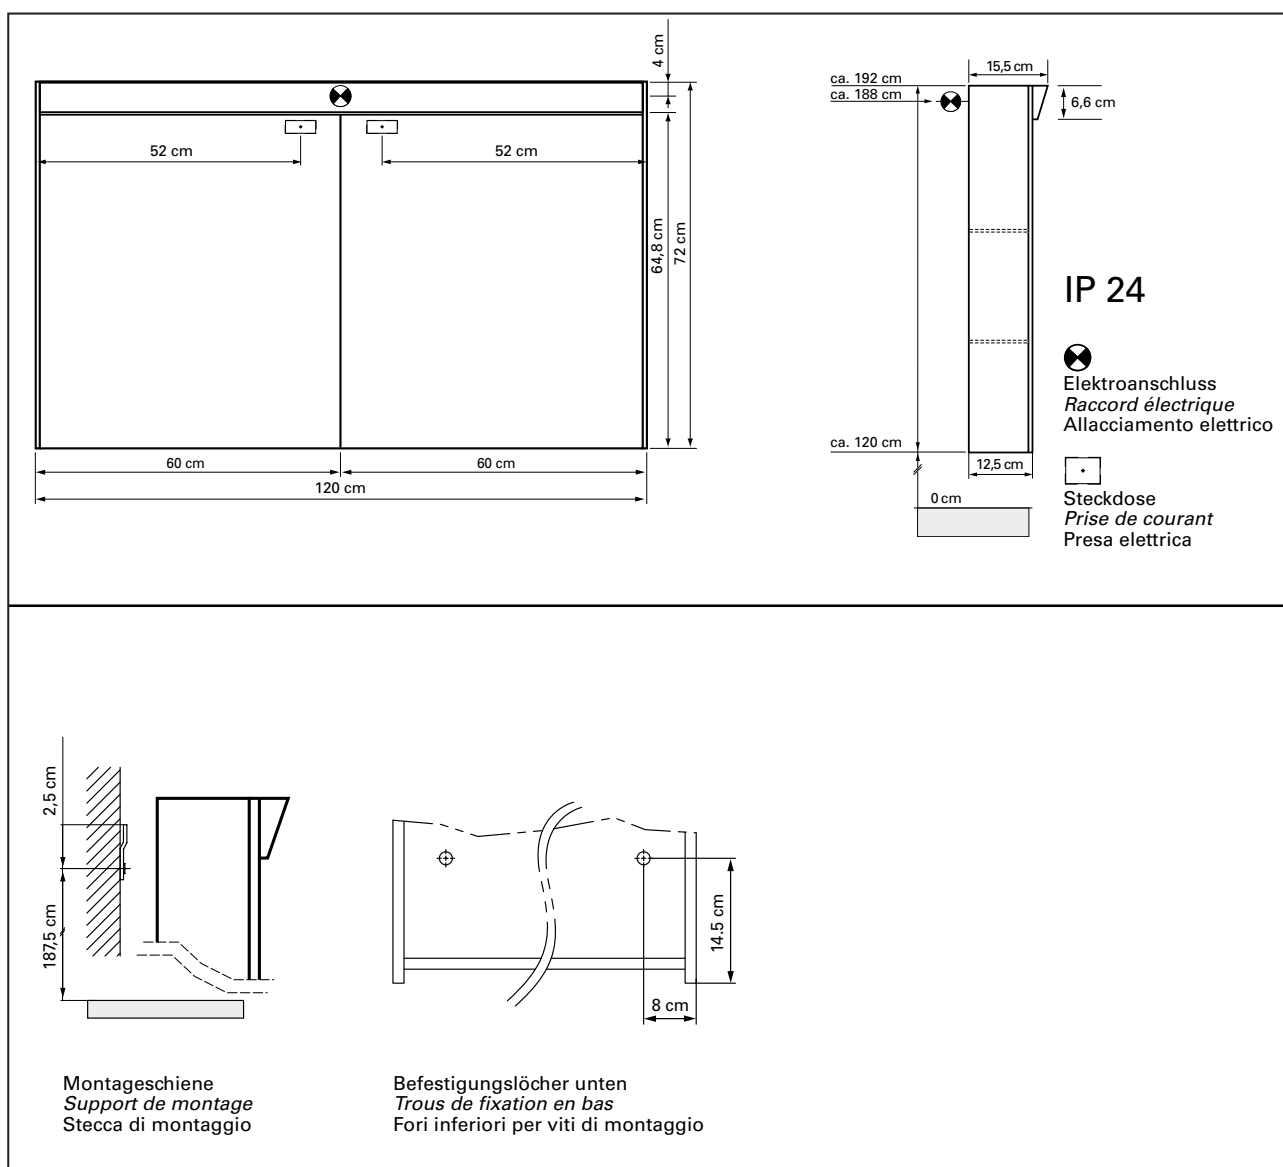 4 cm
52 cm
52 cm
64,8 cm
72 cm
60 cm
60 cm
120 cm
15,5 cm
ca. 192 cm
ca. 188 cm
6,6 cm
ca. 120 cm
12,5 cm
0 cm
IP 24
Elektroanschluss
Raccord électrique
Allacciamento elettrico
Steckdose
Prise de courant
Presa elettrica
2,5 cm
187,5 cm
14.5 cm
8 cm
Montageschiene
Support de montage
Stecca di montaggio
Befestigungslöcher unten
Trous de fixation en bas
Fori inferiori per viti di montaggio